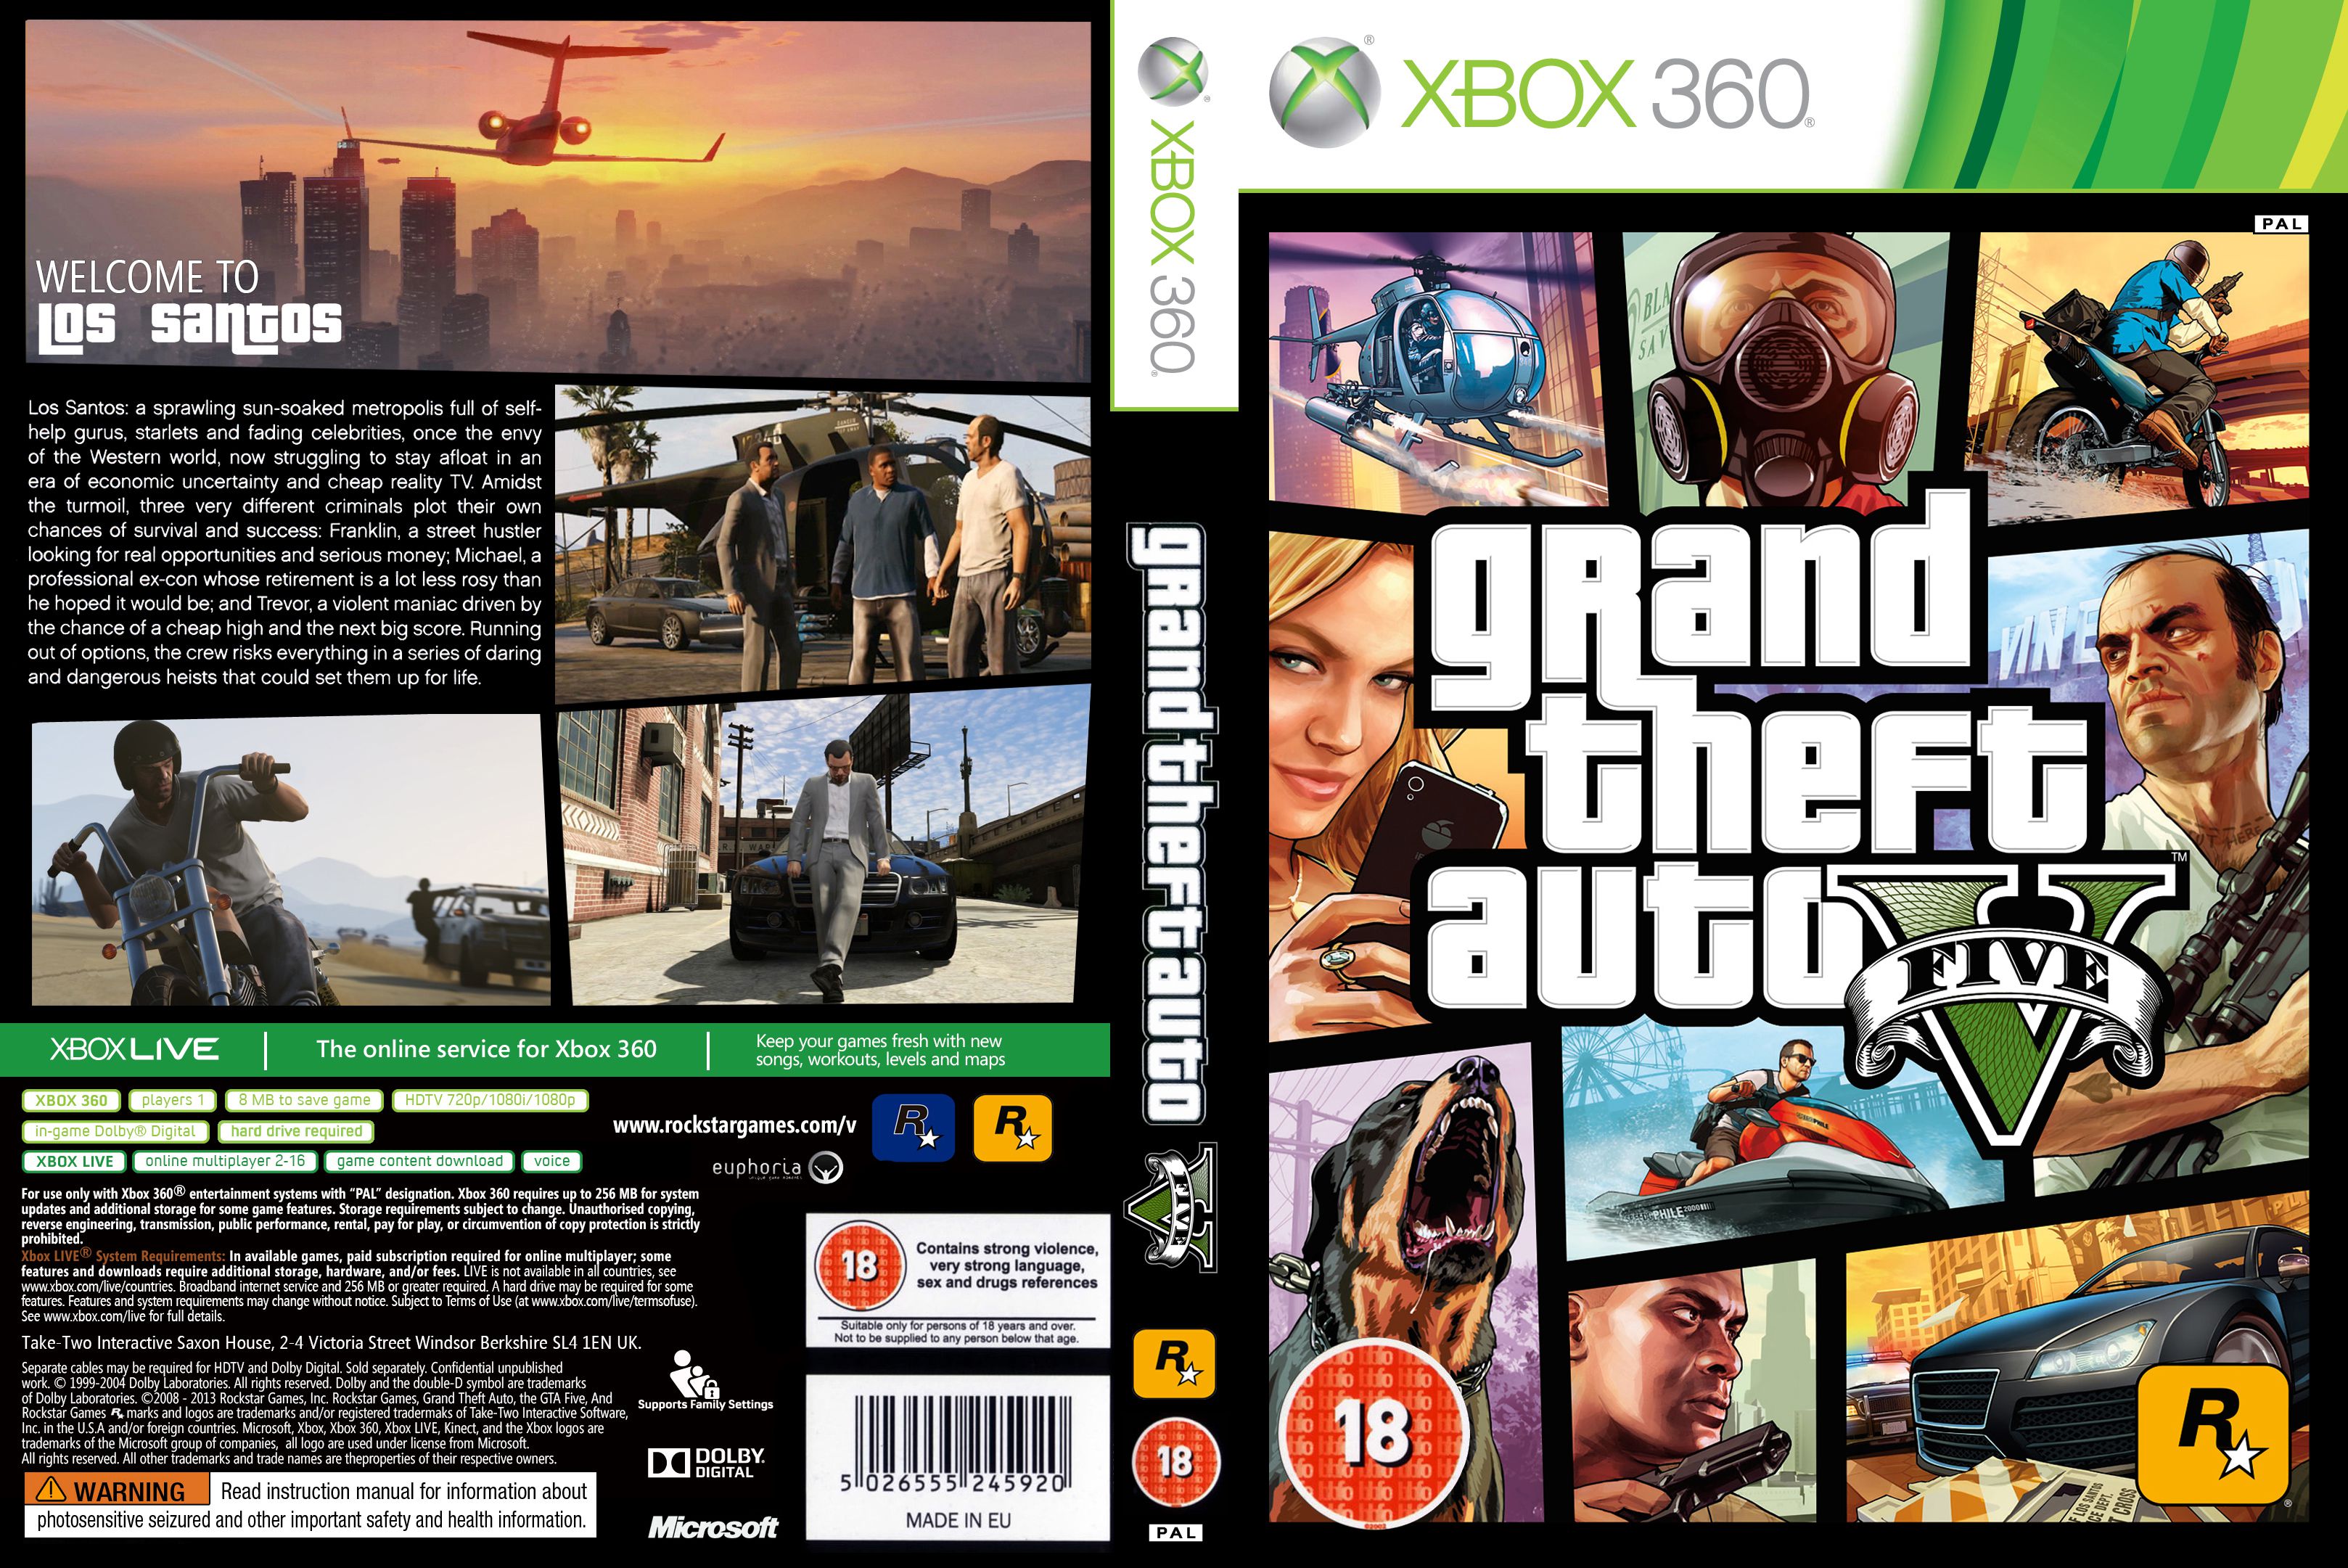 WELCOME TO
Los Santos
Los Santos: a sprawling sun-soaked metropolis full of self-
help gurus, starlets and fading celebrities, once the envy
of the Western world, now struggling to stay afloat in an
era of economic uncertainty and cheap reality TV. Amidst
the turmoil, three very different criminals plot their own
chances of survival and success: Franklin, a street hustler
looking for real opportunities and serious money; Michael, a
professional ex-con whose retirement is a lot less rosy than
he hoped it would be; and Trevor, a violent maniac driven by
the chance of a cheap high and the next big score. Running
out of options, the crew risks everything in a series of daring
and dangerous heists that could set them up for life.
XBOX LIVE
The online service for Xbox 360
Keep your games fresh with new
songs, workouts, levels and maps
XBOX 360 players 1 8 MB to save game HDTV 720p/1080i/1080p
in-game Dolby® Digital hard drive required
XBOX LIVE online multiplayer 2-16 game content download voice
www.rockstargames.com/v
R
R
euphoria
For use only with Xbox 360® entertainment systems with “PAL” designation. Xbox 360 requires up to 256 MB for system
updates and additional storage for some game features. Storage requirements subject to change. Unauthorised copying,
reverse engineering, transmission, public performance, rental, pay for play, or circumvention of copy protection is strictly
prohibited.
Xbox LIVE® System Requirements: In available games, paid subscription required for online multiplayer; some
features and downloads require additional storage, hardware, and/or fees. LIVE is not available in all countries, see
www.xbox.com/live/countries. Broadband internet service and 256 MB or greater required. A hard drive may be required for some
features. Features and system requirements may change without notice. Subject to Terms of Use (at www.xbox.com/live/termsofuse).
See www.xbox.com/live for full details.
Take-Two Interactive Saxon House, 2-4 Victoria Street Windsor Berkshire SL4 1EN UK.
Separate cables may be required for HDTV and Dolby Digital. Sold separately. Confidential unpublished
work. © 1999-2004 Dolby Laboratories. All rights reserved. Dolby and the double-D symbol are trademarks
of Dolby Laboratories. ©2008 - 2013 Rockstar Games, Inc. Rockstar Games, Grand Theft Auto, the GTA Five, And
Rockstar Games R marks and logos are trademarks and/or registered tradermaks of Take-Two Interactive Software,
Inc. in the U.S.A and/or foreign countries. Microsoft, Xbox, Xbox 360, Xbox LIVE, Kinect, and the Xbox logos are
trademarks of the Microsoft group of companies, all logo are used under license from Microsoft.
All rights reserved. All other trademarks and trade names are theproperties of their respective owners.
WARNING Read instruction manual for information about
photosensitive seizured and other important safety and health information.
Supports Family Settings
DOLBY
DIGITAL
Microsoft
18
Contains strong violence,
very strong language,
sex and drugs references
Suitable only for persons of 18 years and over.
Not to be supplied to any person below that age.
5 026555 245920
MADE IN EU
XBOX 360
grand theft auto
V
FIVE
R
18
PAL
XBOX 360
PAL
BLA
SAV
VINE
grand
theft
auto V
FIVE
™
CUT HERE
PHILE 2000
18
R
F LOS SANTOS
CE DEPT.
T CROSS